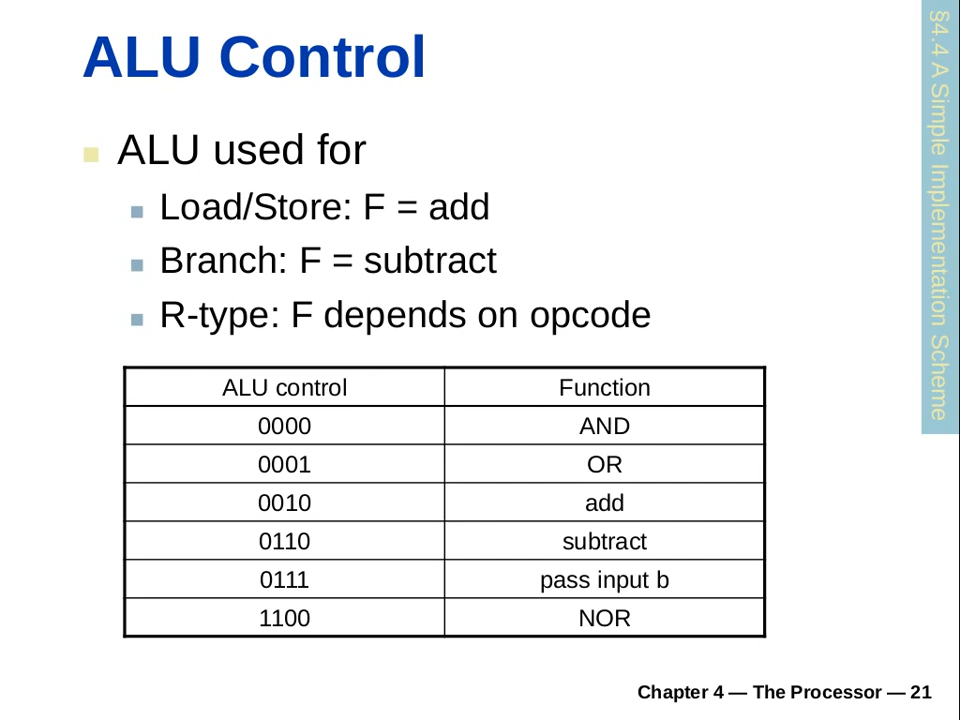 ALU Control
ALU used for
Load/Store: F = add
Branch: F = subtract
R-type: F depends on opcode
ALU control Function
0000 AND
0001 OR
0010 add
0110 subtract
0111 pass input b
1100 NOR
§4.4 A Simple Implementation Scheme
Chapter 4 — The Processor — 21